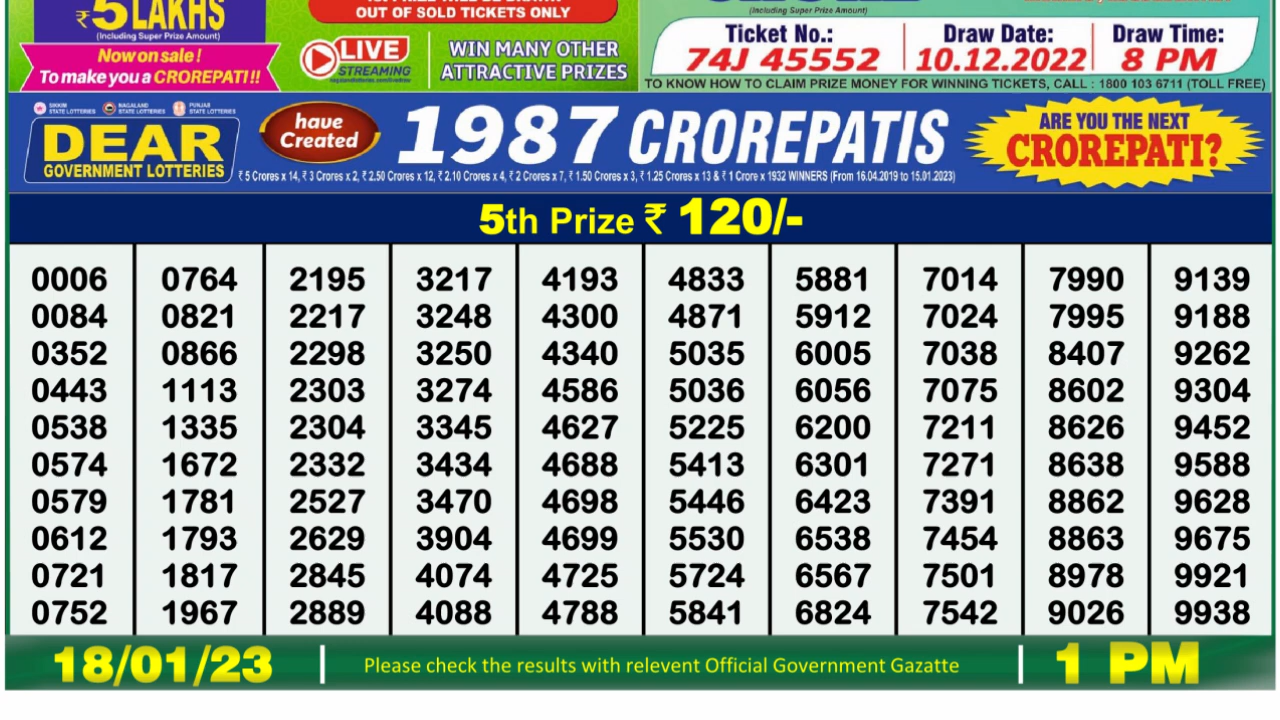 ₹5 LAKHS
(Including Super Prize Amount)
Now on sale !
To make you a CROREPATI !!
OUT OF SOLD TICKETS ONLY
LIVE
STREAMING
WIN MANY OTHER
ATTRACTIVE PRIZES
(Including Super Prize Amount)
Ticket No.: Draw Date: Draw Time:
74J 45552 10.12.2022 8 PM
TO KNOW HOW TO CLAIM PRIZE MONEY FOR WINNING TICKETS, CALL : 1800 103 6711 (TOLL FREE)
SIKKIM STATE LOTTERIES NAGALAND STATE LOTTERIES PUNJAB STATE LOTTERIES
DEAR
GOVERNMENT LOTTERIES
have
Created
1987 CROREPATIS
₹ 5 Crores x 14, ₹ 3 Crores x 2, ₹ 2.50 Crores x 12, ₹ 2.10 Crores x 4, ₹ 2 Crores x 7, ₹ 1.50 Crores x 3, ₹ 1.25 Crores x 13 & ₹ 1 Crore x 1932 WINNERS (From 16.04.2019 to 15.01.2023)
ARE YOU THE NEXT
CROREPATI?
5th Prize ₹ 120/-
0006 0764 2195 3217 4193 4833 5881 7014 7990 9139
0084 0821 2217 3248 4300 4871 5912 7024 7995 9188
0352 0866 2298 3250 4340 5035 6005 7038 8407 9262
0443 1113 2303 3274 4586 5036 6056 7075 8602 9304
0538 1335 2304 3345 4627 5225 6200 7211 8626 9452
0574 1672 2332 3434 4688 5413 6301 7271 8638 9588
0579 1781 2527 3470 4698 5446 6423 7391 8862 9628
0612 1793 2629 3904 4699 5530 6538 7454 8863 9675
0721 1817 2845 4074 4725 5724 6567 7501 8978 9921
0752 1967 2889 4088 4788 5841 6824 7542 9026 9938
18/01/23 | Please check the results with relevent Official Government Gazatte | 1 PM